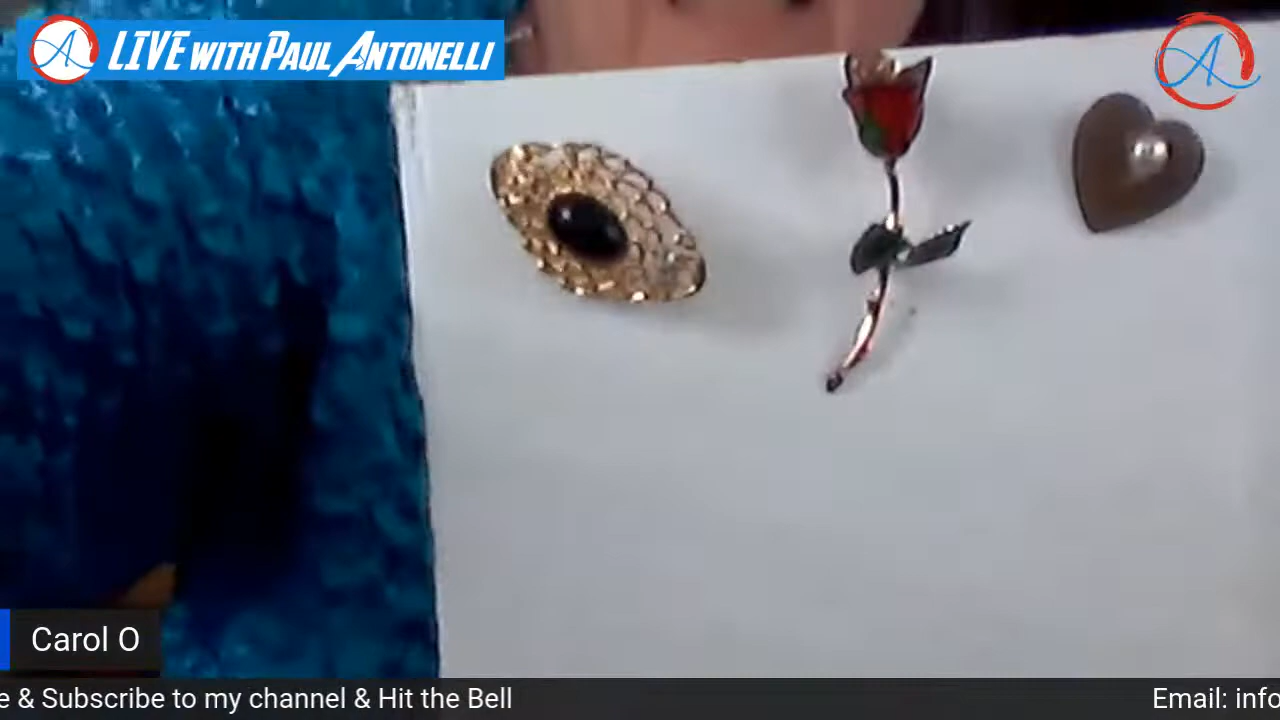 LIVE WITH PAUL ANTONELLI
Carol O
e & Subscribe to my channel & Hit the Bell
Email: info